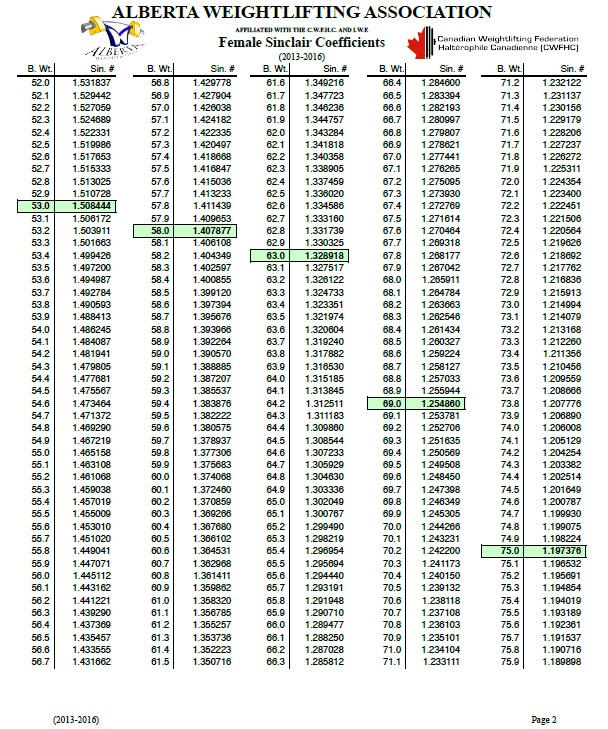 ALBERTA WEIGHTLIFTING ASSOCIATION
AFFILIATED WITH THE C.W.F.H.C. AND I.W.F.
Female Sinclair Coefficients
(2013-2016)
ALBERTA
Canadian Weightlifting Federation
Haltérophile Canadienne (CWFHC)
B. Wt. Sin. # B. Wt. Sin. # B. Wt. Sin. # B. Wt. Sin. # B. Wt. Sin. #
52.0 1.531837 56.8 1.429778 61.6 1.349216 66.4 1.284600 71.2 1.232122
52.1 1.529442 56.9 1.427904 61.7 1.347723 66.5 1.283394 71.3 1.231137
52.2 1.527059 57.0 1.426038 61.8 1.346236 66.6 1.282193 71.4 1.230156
52.3 1.524689 57.1 1.424182 61.9 1.344757 66.7 1.280997 71.5 1.229179
52.4 1.522331 57.2 1.422335 62.0 1.343284 66.8 1.279807 71.6 1.228206
52.5 1.519986 57.3 1.420497 62.1 1.341818 66.9 1.278621 71.7 1.227237
52.6 1.517653 57.4 1.418668 62.2 1.340358 67.0 1.277441 71.8 1.226272
52.7 1.515333 57.5 1.416847 62.3 1.338905 67.1 1.276265 71.9 1.225311
52.8 1.513025 57.6 1.415036 62.4 1.337459 67.2 1.275095 72.0 1.224354
52.9 1.510728 57.7 1.413233 62.5 1.336020 67.3 1.273930 72.1 1.223400
53.0 1.508444 57.8 1.411439 62.6 1.334586 67.4 1.272769 72.2 1.222451
53.1 1.506172 57.9 1.409653 62.7 1.333160 67.5 1.271614 72.3 1.221506
53.2 1.503911 58.0 1.407877 62.8 1.331739 67.6 1.270464 72.4 1.220564
53.3 1.501663 58.1 1.406108 62.9 1.330325 67.7 1.269318 72.5 1.219626
53.4 1.499426 58.2 1.404349 63.0 1.328918 67.8 1.268177 72.6 1.218692
53.5 1.497200 58.3 1.402597 63.1 1.327517 67.9 1.267042 72.7 1.217762
53.6 1.494987 58.4 1.400855 63.2 1.326122 68.0 1.265911 72.8 1.216836
53.7 1.492784 58.5 1.399120 63.3 1.324733 68.1 1.264784 72.9 1.215913
53.8 1.490593 58.6 1.397394 63.4 1.323351 68.2 1.263663 73.0 1.214994
53.9 1.488413 58.7 1.395676 63.5 1.321974 68.3 1.262546 73.1 1.214079
54.0 1.486245 58.8 1.393966 63.6 1.320604 68.4 1.261434 73.2 1.213168
54.1 1.484087 58.9 1.392264 63.7 1.319240 68.5 1.260327 73.3 1.212260
54.2 1.481941 59.0 1.390570 63.8 1.317882 68.6 1.259224 73.4 1.211356
54.3 1.479805 59.1 1.388885 63.9 1.316530 68.7 1.258127 73.5 1.210456
54.4 1.477681 59.2 1.387207 64.0 1.315185 68.8 1.257033 73.6 1.209559
54.5 1.475567 59.3 1.385537 64.1 1.313845 68.9 1.255944 73.7 1.208666
54.6 1.473464 59.4 1.383876 64.2 1.312511 69.0 1.254860 73.8 1.207776
54.7 1.471372 59.5 1.382222 64.3 1.311183 69.1 1.253781 73.9 1.206890
54.8 1.469290 59.6 1.380575 64.4 1.309860 69.2 1.252706 74.0 1.206008
54.9 1.467219 59.7 1.378937 64.5 1.308544 69.3 1.251635 74.1 1.205129
55.0 1.465158 59.8 1.377306 64.6 1.307233 69.4 1.250569 74.2 1.204254
55.1 1.463108 59.9 1.375683 64.7 1.305929 69.5 1.249508 74.3 1.203382
55.2 1.461068 60.0 1.374068 64.8 1.304630 69.6 1.248450 74.4 1.202514
55.3 1.459038 60.1 1.372460 64.9 1.303336 69.7 1.247398 74.5 1.201649
55.4 1.457019 60.2 1.370859 65.0 1.302049 69.8 1.246349 74.6 1.200787
55.5 1.455009 60.3 1.369266 65.1 1.300767 69.9 1.245305 74.7 1.199930
55.6 1.453010 60.4 1.367680 65.2 1.299490 70.0 1.244266 74.8 1.199075
55.7 1.451020 60.5 1.366102 65.3 1.298219 70.1 1.243231 74.9 1.198224
55.8 1.449041 60.6 1.364531 65.4 1.296954 70.2 1.242200 75.0 1.197376
55.9 1.447071 60.7 1.362968 65.5 1.295694 70.3 1.241173 75.1 1.196532
56.0 1.445112 60.8 1.361411 65.6 1.294440 70.4 1.240150 75.2 1.195691
56.1 1.443162 60.9 1.359862 65.7 1.293191 70.5 1.239132 75.3 1.194854
56.2 1.441221 61.0 1.358320 65.8 1.291948 70.6 1.238118 75.4 1.194019
56.3 1.439290 61.1 1.356785 65.9 1.290710 70.7 1.237108 75.5 1.193189
56.4 1.437369 61.2 1.355257 66.0 1.289477 70.8 1.236103 75.6 1.192361
56.5 1.435457 61.3 1.353736 66.1 1.288250 70.9 1.235101 75.7 1.191537
56.6 1.433555 61.4 1.352223 66.2 1.287028 71.0 1.234104 75.8 1.190716
56.7 1.431662 61.5 1.350716 66.3 1.285812 71.1 1.233111 75.9 1.189898
(2013-2016) Page 2